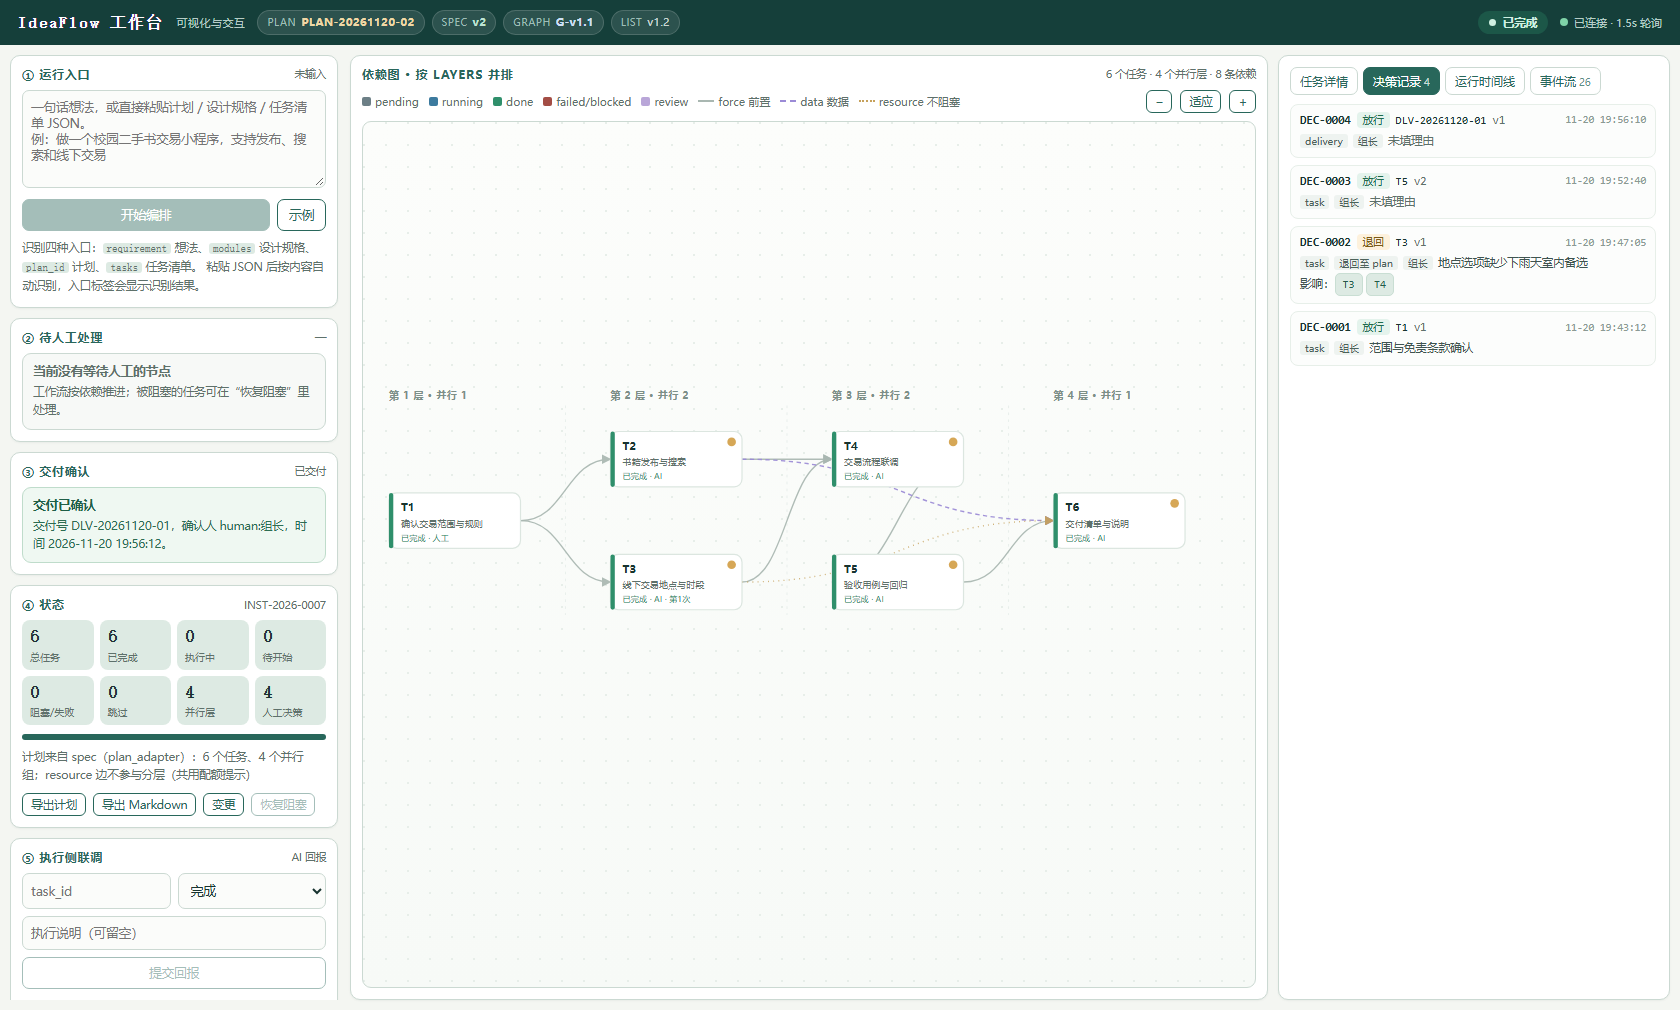 IdeaFlow 工作台
可视化与交互
PLAN PLAN-20261120-02
SPEC v2
GRAPH G-v1.1
LIST v1.2
已完成
已连接 · 1.5s 轮询
① 运行入口
未输入
一句话想法，或直接粘贴计划 / 设计规格 / 任务清
单 JSON。
例：做一个校园二手书交易小程序，支持发布、搜
索和线下交易
开始编排
示例
识别四种入口： requirement 想法、 modules 设计规格、
plan_id 计划、 tasks 任务清单。 粘贴 JSON 后按内容自
动识别，入口标签会显示识别结果。
② 待人工处理
—
当前没有等待人工的节点
工作流按依赖推进；被阻塞的任务可在“恢复阻塞”里
处理。
③ 交付确认
已交付
交付已确认
交付号 DLV-20261120-01，确认人 human:组长，时
间 2026-11-20 19:56:12。
④ 状态
INST-2026-0007
6
总任务
6
已完成
0
执行中
0
待开始
0
阻塞/失败
0
跳过
4
并行层
4
人工决策
计划来自 spec（plan_adapter）：6 个任务、4 个并行
组；resource 边不参与分层（共用配额提示）
导出计划
导出 Markdown
变更
恢复阻塞
⑤ 执行侧联调
AI 回报
task_id
完成
执行说明（可留空）
提交回报
依赖图 · 按 LAYERS 并排
6 个任务 · 4 个并行层 · 8 条依赖
pending
running
done
failed/blocked
review
force 前置
data 数据
resource 不阻塞
−
适应
+
第 1 层 · 并行 1
第 2 层 · 并行 2
第 3 层 · 并行 2
第 4 层 · 并行 1
T1
确认交易范围与规则
已完成 · 人工
T2
书籍发布与搜索
已完成 · AI
T3
线下交易地点与时段
已完成 · AI · 第1次
T4
交易流程联调
已完成 · AI
T5
验收用例与回归
已完成 · AI
T6
交付清单与说明
已完成 · AI
任务详情
决策记录 4
运行时间线
事件流 26
DEC-0004 放行 DLV-20261120-01 v1
11-20 19:56:10
delivery 组长 未填理由
DEC-0003 放行 T5 v2
11-20 19:52:40
task 组长 未填理由
DEC-0002 退回 T3 v1
11-20 19:47:05
task 退回至 plan 组长 地点选项缺少下雨天室内备选
影响： T3 T4
DEC-0001 放行 T1 v1
11-20 19:43:12
task 组长 范围与免责条款确认